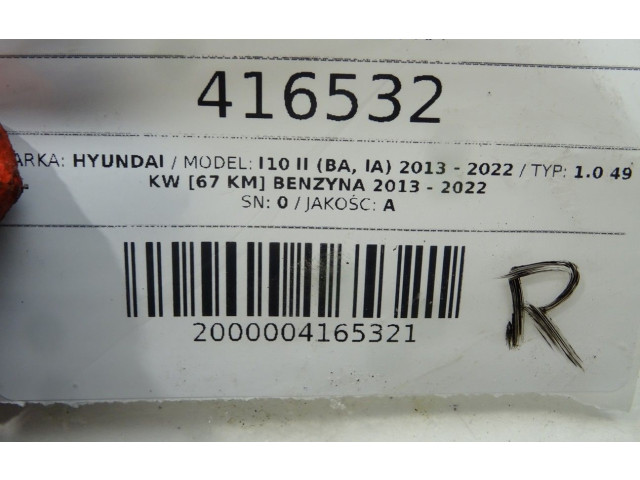 416532
ARKA: HYUNDAI / MODEL: I10 II (BA, IA) 2013 - 2022 / TYP: 1.0 49
KW [67 KM] BENZYNA 2013 - 2022
SN: 0 / JAKOŚC: A
2000004165321
R